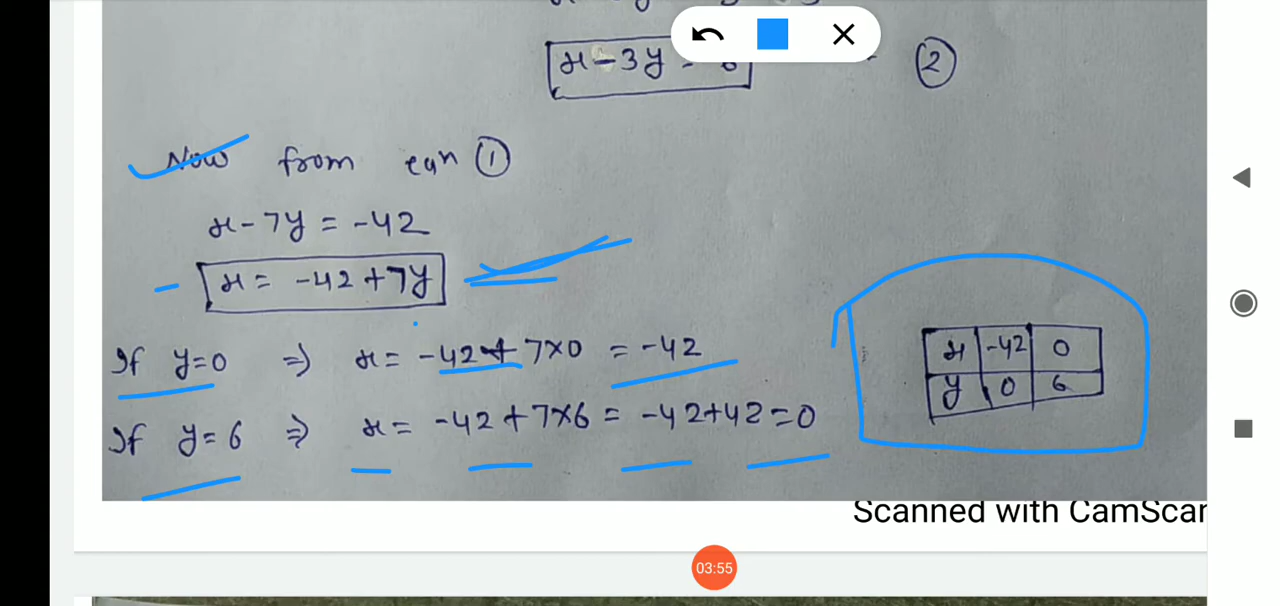 x-3y = 6
②
Now from eqn ①
x-7y = -42
x = -42+7y
If y=0 ⇒ x = -42+7×0 = -42
If y=6 ⇒ x = -42+7×6 = -42+42=0
x -42 0
y 0 6
Scanned with CamScar
03:55